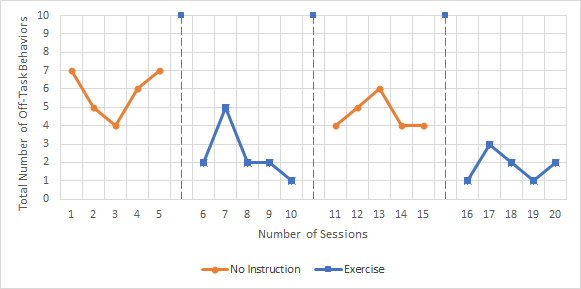 Total Number of Off-Task Behaviors
10
9
8
7
6
5
4
3
2
1
0
1 2 3 4 5 6 7 8 9 10 11 12 13 14 15 16 17 18 19 20
Number of Sessions
No Instruction Exercise